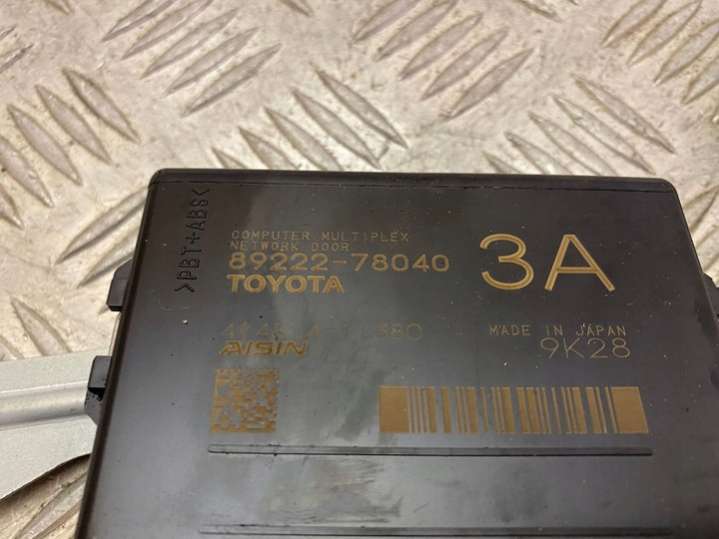 >PBT+ABS<
COMPUTER MULTIPLEX
NETWORK DOOR
89222-78040
TOYOTA
3A
MADE IN JAPAN
AISIN
9K28